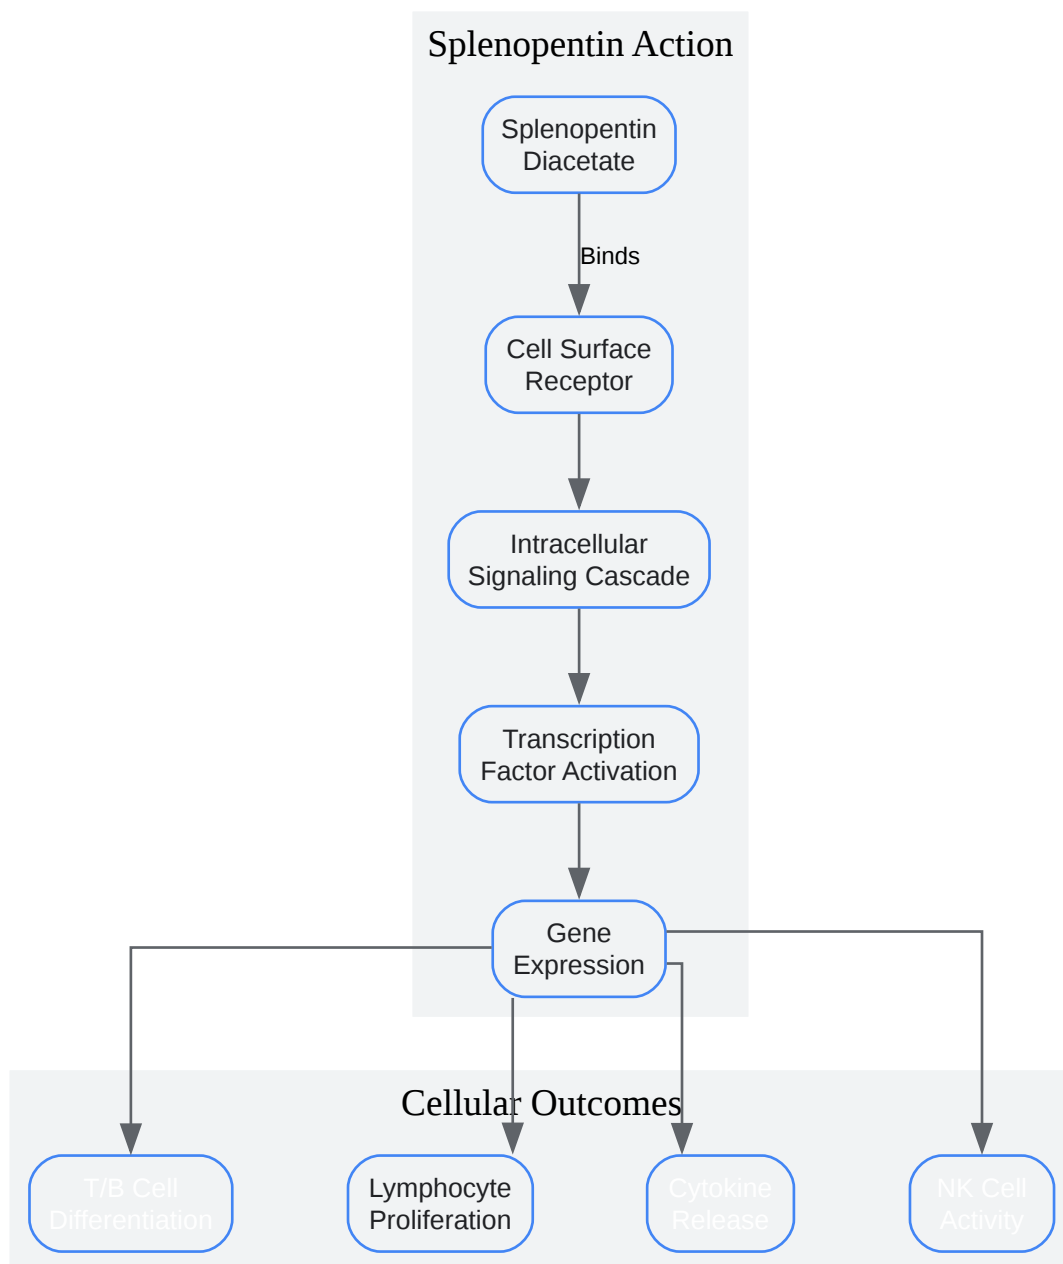 Splenopentin Action
Splenopentin
Diacetate
Binds
Cell Surface
Receptor
Intracellular
Signaling Cascade
Transcription
Factor Activation
Gene
Expression
Cellular Outcomes
T/B Cell
Differentiation
Lymphocyte
Proliferation
Cytokine
Release
NK Cell
Activity